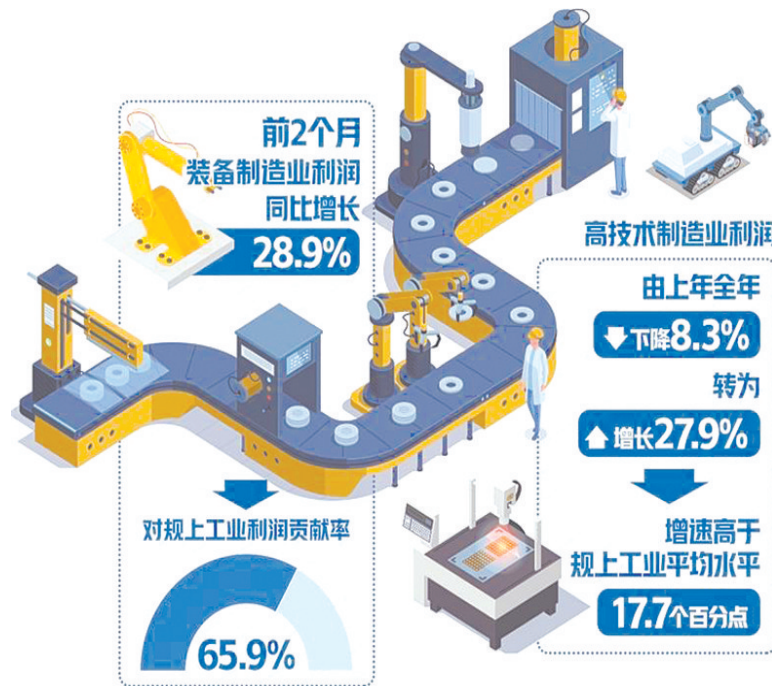 前2个月
装备制造业利润
同比增长
28.9%
对规上工业利润贡献率
65.9%
高技术制造业利润
由上年全年
下降8.3%
转为
增长27.9%
增速高于
规上工业平均水平
17.7个百分点